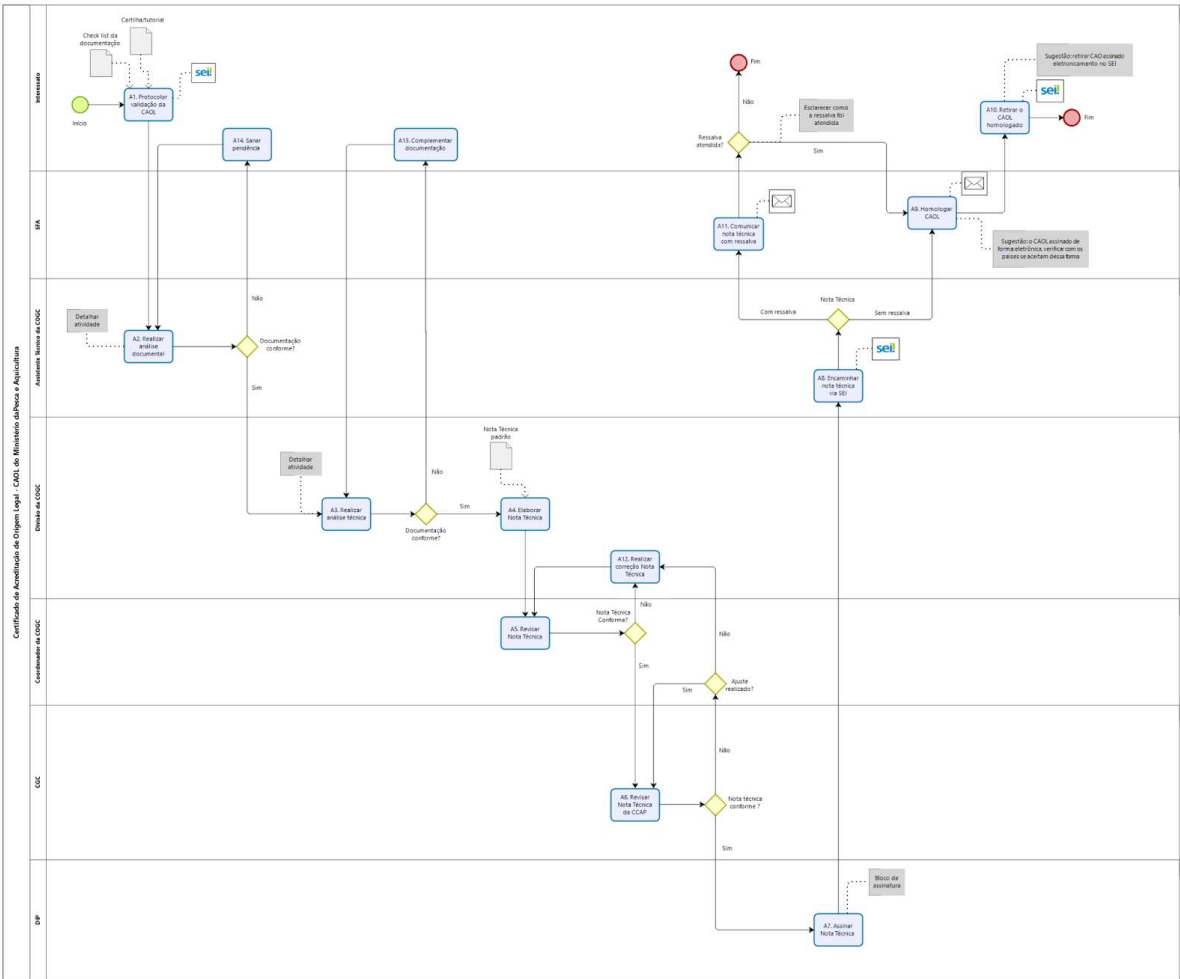 Certificado de Acreditação de Origem Legal - CAOL do Ministério daPesca e Aquicultura
Interessato
Check list da
documentação
Cartilha/tutorial
sei!
Início
A1. Protocolar
validação da
CAOL
A14. Sanar
pendência
A13. Complementar
documentação
Fim
Não
Ressalva
atendida?
Esclarecer como
a ressalva foi
atendida
Sim
Sugestão: retirar CAO assinado
eletronicamento no SEI
sei!
A10. Retirar o
CAOL
homologado
Fim
SFA
A11. Comunicar
nota técnica
com ressalva
A9. Homologar
CAOL
Sugestão: o CAOL assinado de
forma eletrônica, verificar com os
países se aceitam dessa forma
Assistente Técnico da COGC
Detalhar
atividade
A2. Realizar
análise
documental
Não
Documentação
conforme?
Sim
Nota Técnica
Com ressalva
Sem ressalva
sei!
A8. Encaminhar
nota técnica
via SEI
Divisão da COGC
Detalhar
atividade
A3. Realizar
análise técnica
Não
Documentação
conforme?
Sim
Nota Técnica
padrão
A4. Elaborar
Nota Técnica
A12. Realizar
correção Nota
Técnica
Coordenador da COGC
A5. Revisar
Nota Técnica
Nota Técnica
Conforme?
Não
Sim
Não
Sim
Ajuste
realizado?
CGC
A6. Revisar
Nota Técnica
da CCAP
Não
Nota técnica
conforme ?
Sim
DIP
Bloco de
assinatura
A7. Assinar
Nota Técnica